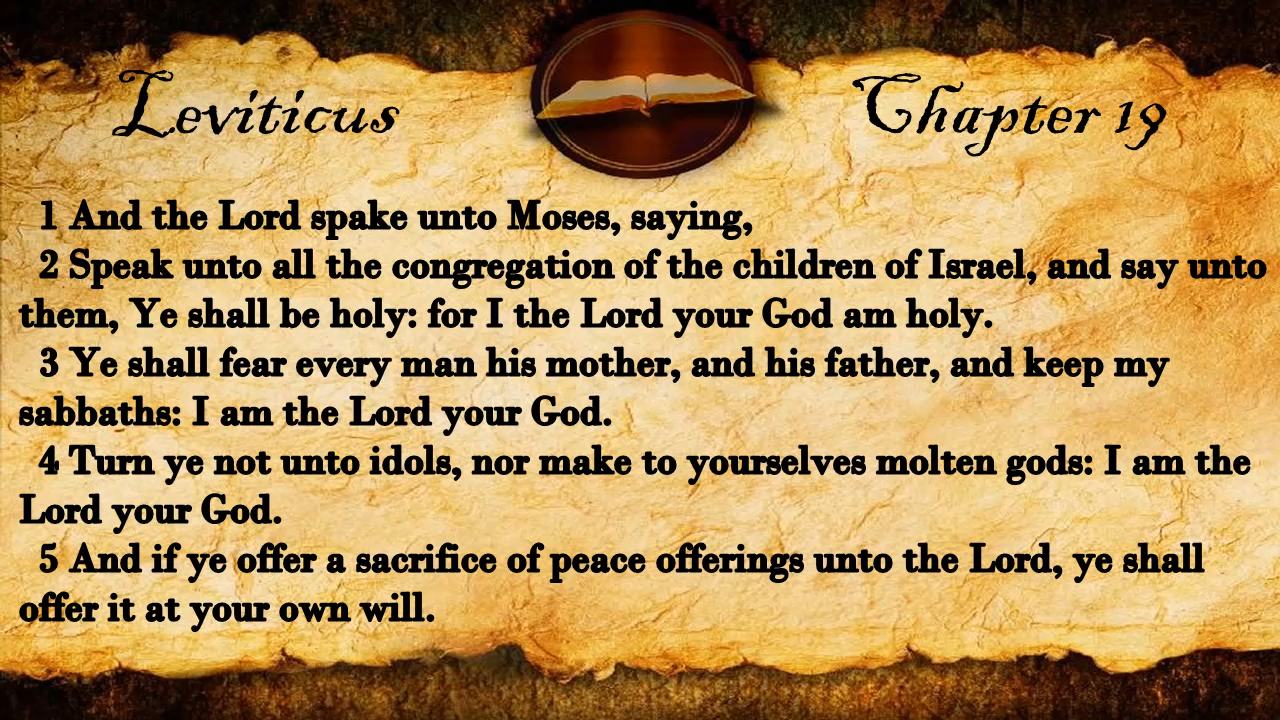 Leviticus Chapter 19
1 And the Lord spake unto Moses, saying,
2 Speak unto all the congregation of the children of Israel, and say unto
them, Ye shall be holy: for I the Lord your God am holy.
3 Ye shall fear every man his mother, and his father, and keep my
sabbaths: I am the Lord your God.
4 Turn ye not unto idols, nor make to yourselves molten gods: I am the
Lord your God.
5 And if ye offer a sacrifice of peace offerings unto the Lord, ye shall
offer it at your own will.